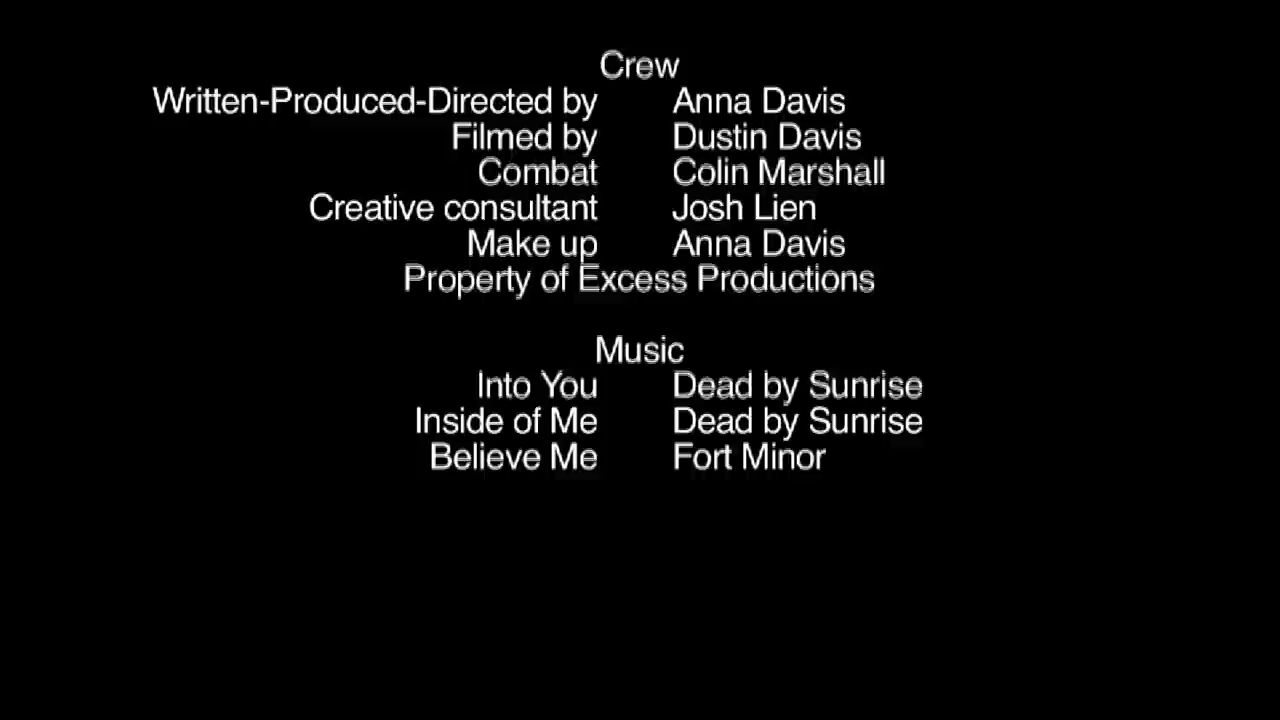 Crew
Written-Produced-Directed by Anna Davis
Filmed by Dustin Davis
Combat Colin Marshall
Creative consultant Josh Lien
Make up Anna Davis
Property of Excess Productions
Music
Into You Dead by Sunrise
Inside of Me Dead by Sunrise
Believe Me Fort Minor